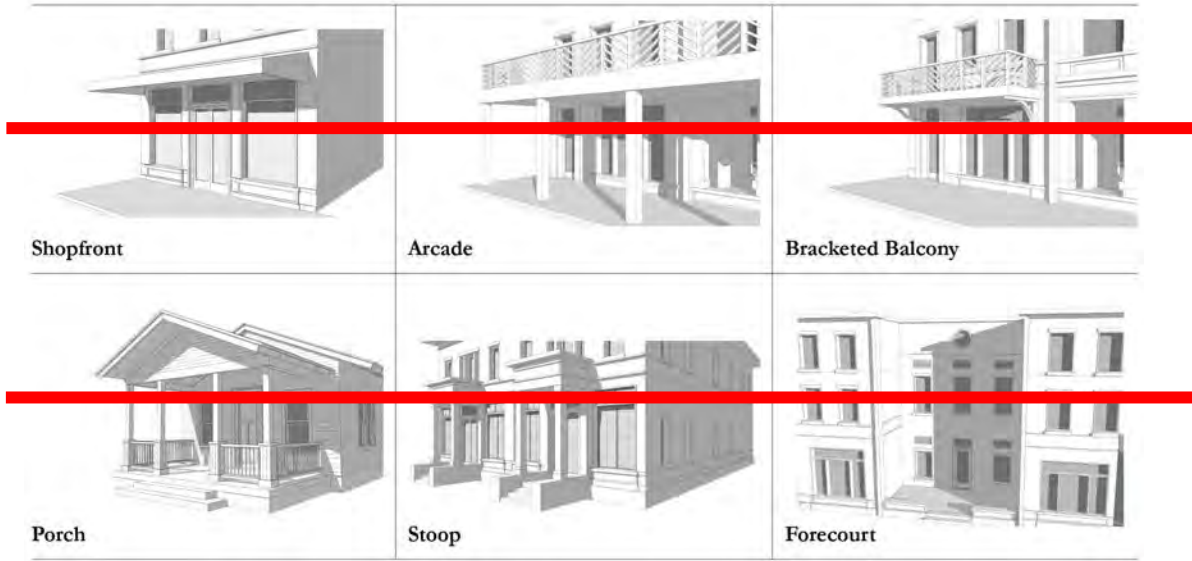 Shopfront
Arcade
Bracketed Balcony
Porch
Stoop
Forecourt